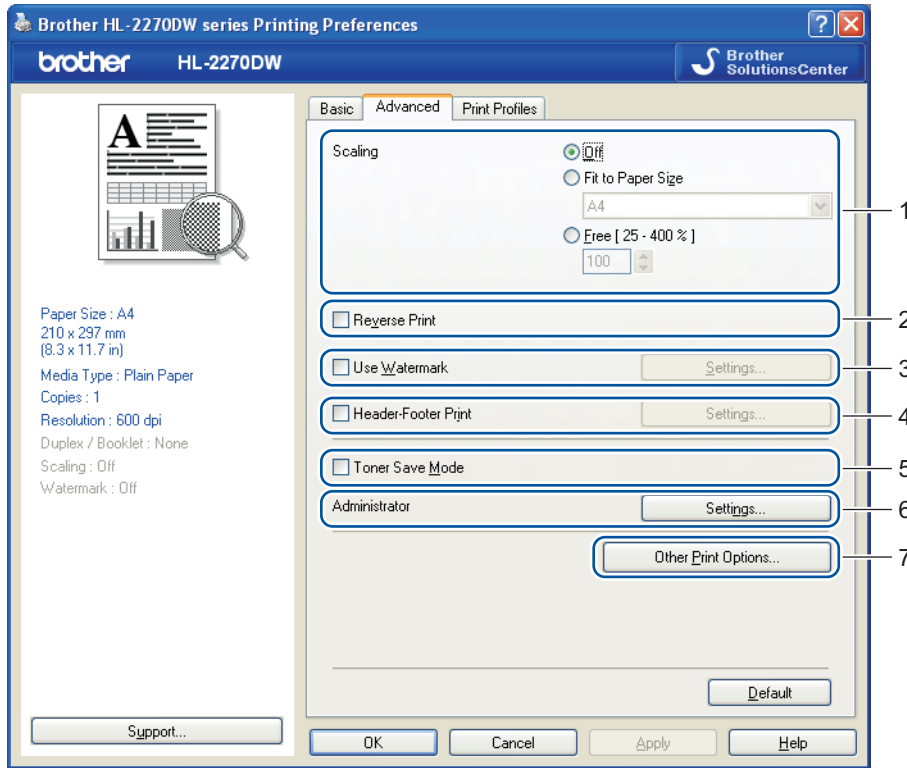 Brother HL-2270DW series Printing Preferences
brother HL-2270DW
Brother
SolutionsCenter
A
Paper Size : A4
210 x 297 mm
(8.3 x 11.7 in)
Media Type : Plain Paper
Copies : 1
Resolution : 600 dpi
Duplex / Booklet : None
Scaling : Off
Watermark : Off
Support...
Basic Advanced Print Profiles
Scaling
Off
Fit to Paper Size
A4
Free [ 25 - 400 % ]
100
1
Reverse Print
2
Use Watermark Settings...
3
Header-Footer Print Settings...
4
Toner Save Mode
5
Administrator Settings...
6
Other Print Options...
7
Default
OK Cancel Apply Help